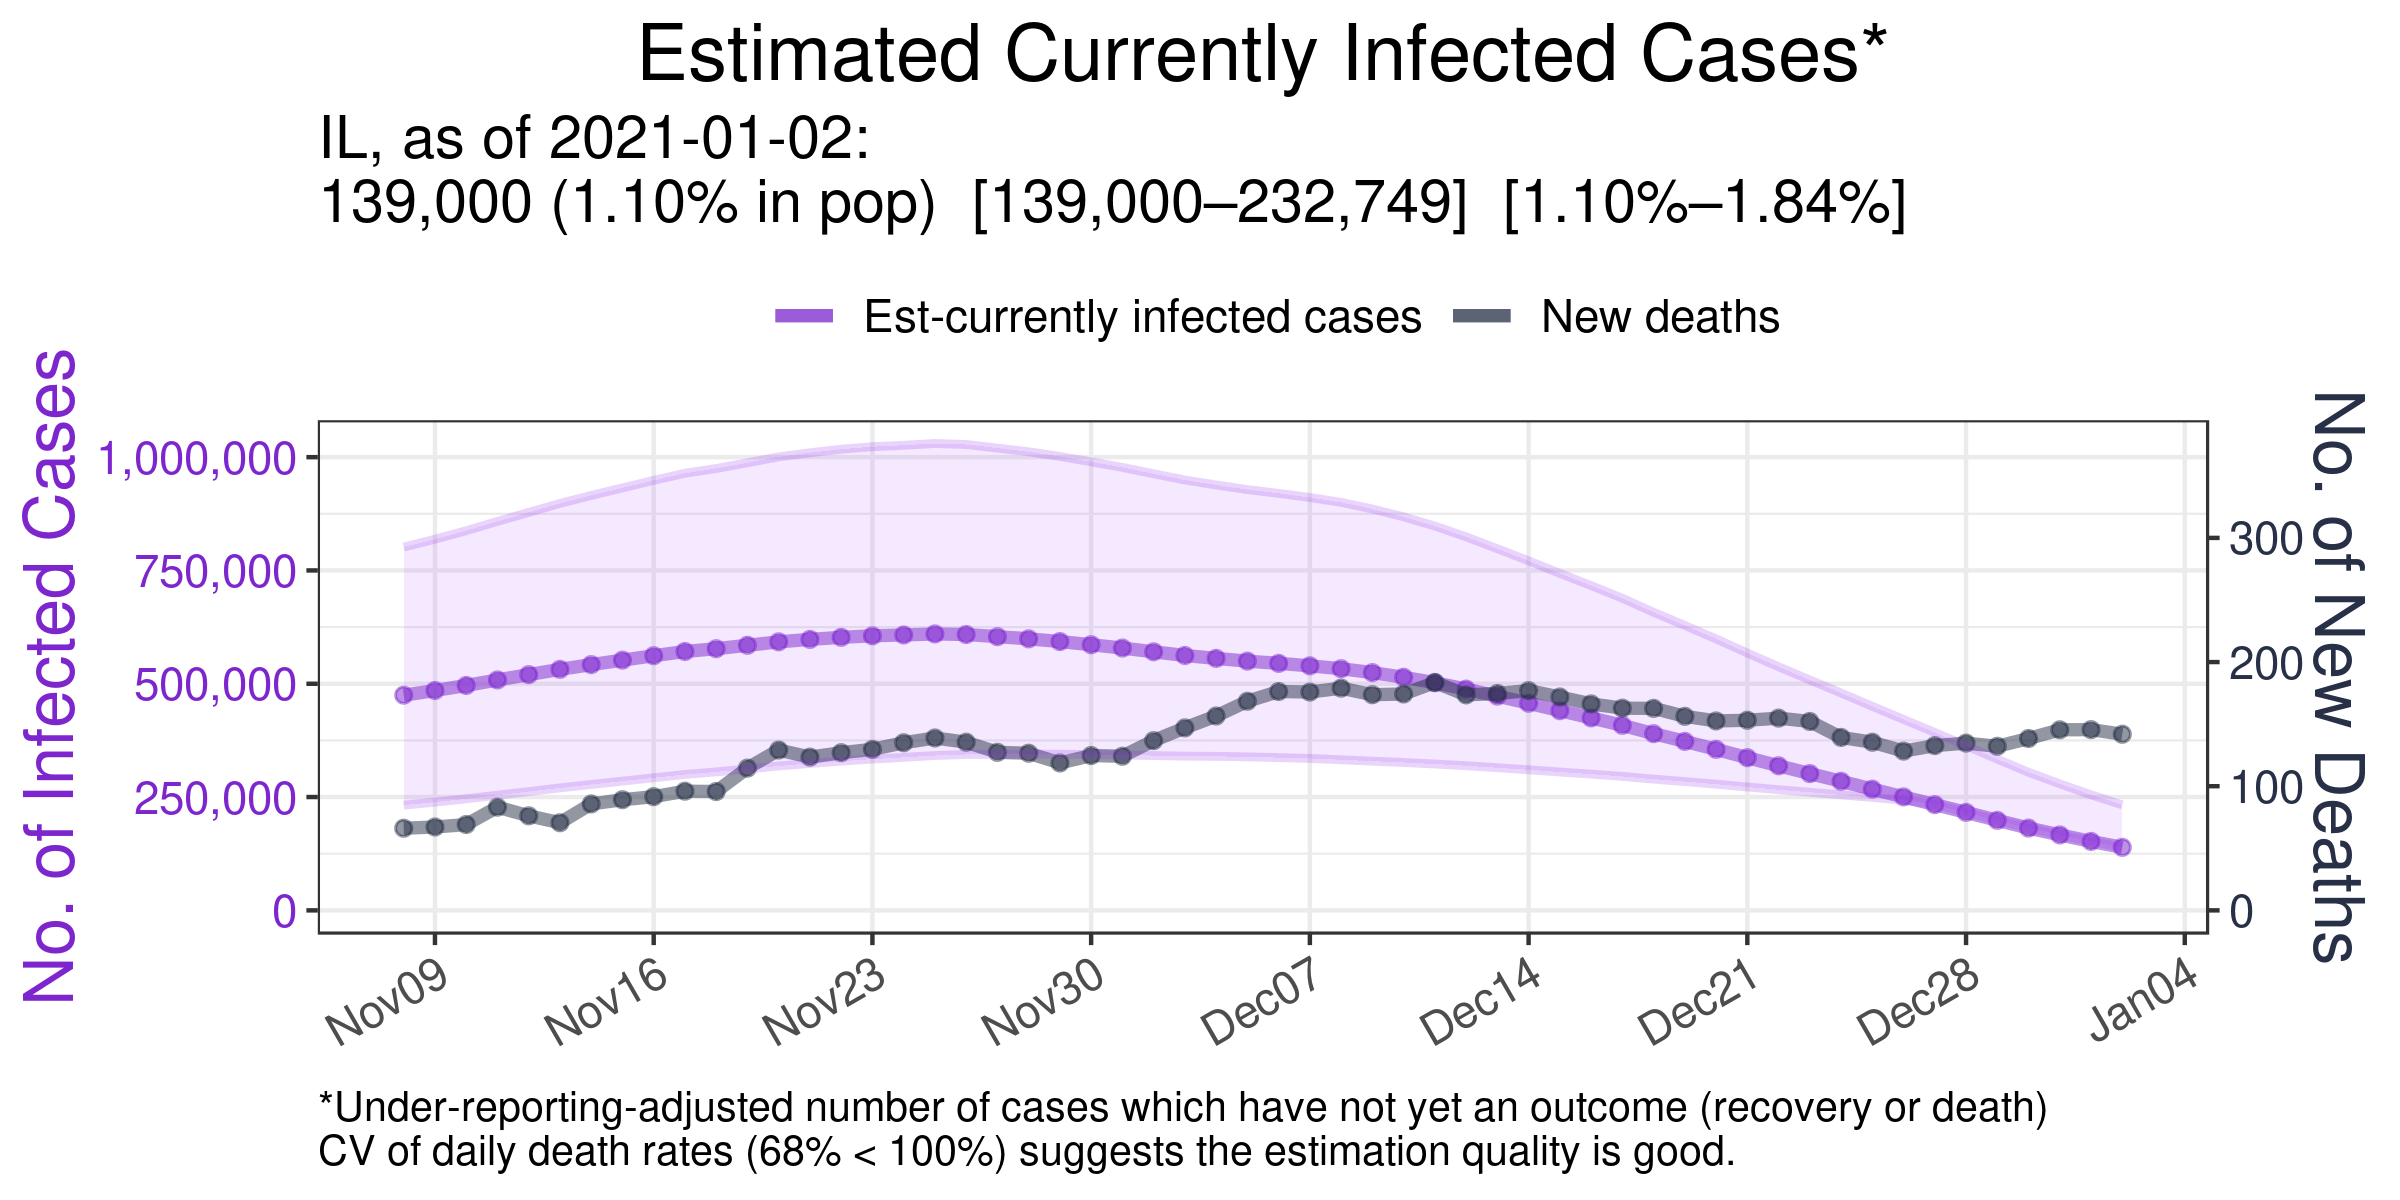 Estimated Currently Infected Cases*
IL, as of 2021-01-02:
139,000 (1.10% in pop)  [139,000–232,749]  [1.10%–1.84%]
Est-currently infected cases
New deaths
No. of Infected Cases
1,000,000
750,000
500,000
250,000
0
300
200
100
0
No. of New Deaths
Nov09
Nov16
Nov23
Nov30
Dec07
Dec14
Dec21
Dec28
Jan04
*Under-reporting-adjusted number of cases which have not yet an outcome (recovery or death)
CV of daily death rates (68% < 100%) suggests the estimation quality is good.